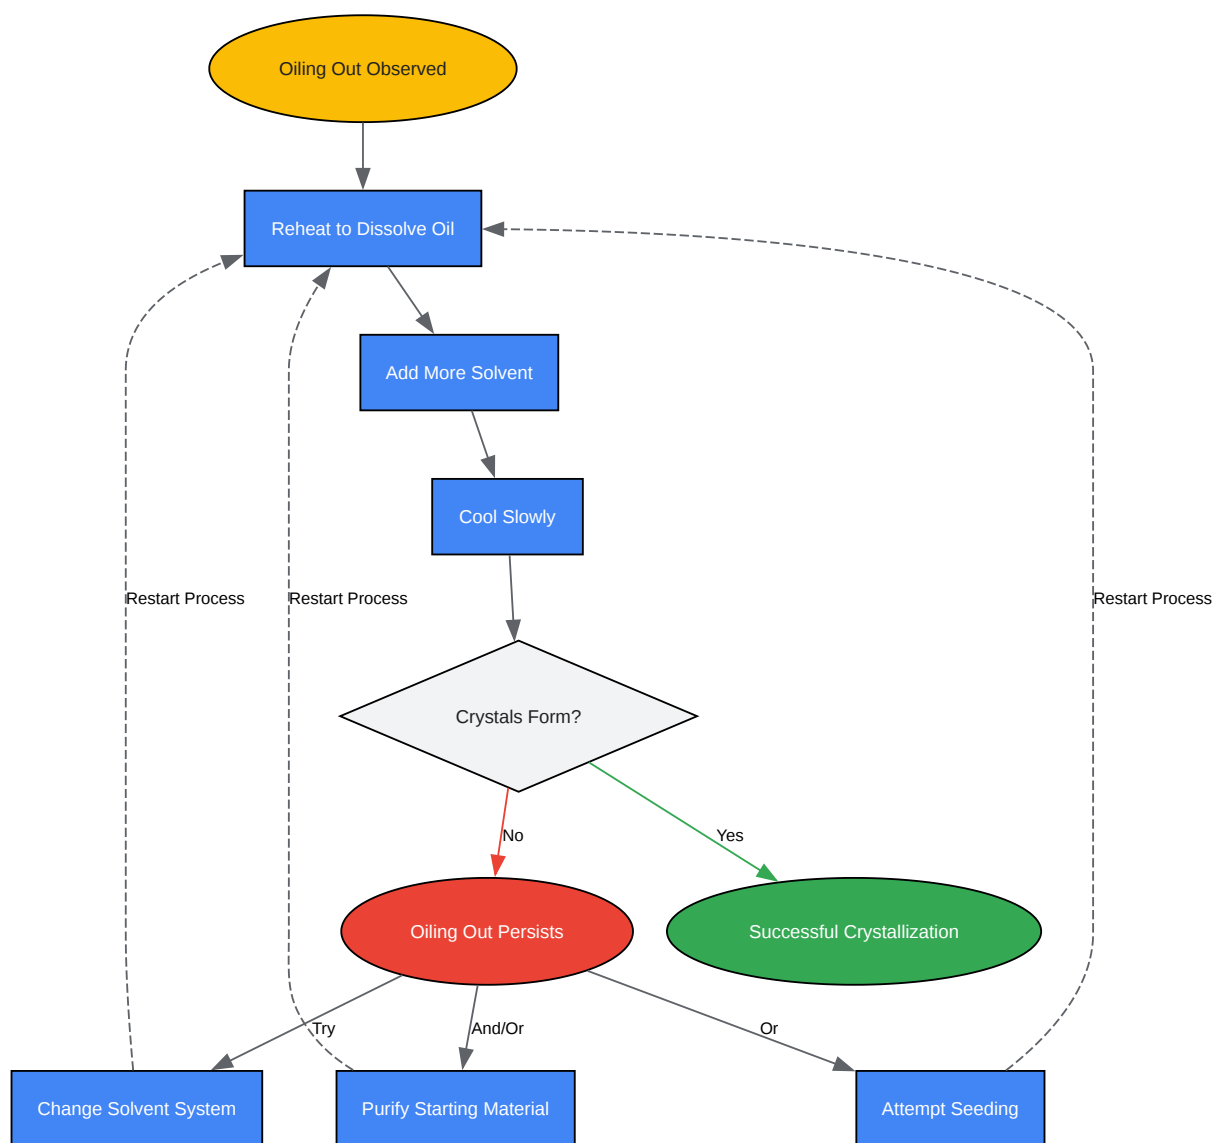 Oiling Out Observed
Reheat to Dissolve Oil
Add More Solvent
Cool Slowly
Restart Process
Restart Process
Restart Process
Crystals Form?
No
Yes
Oiling Out Persists
Successful Crystallization
Try
And/Or
Or
Change Solvent System
Purify Starting Material
Attempt Seeding